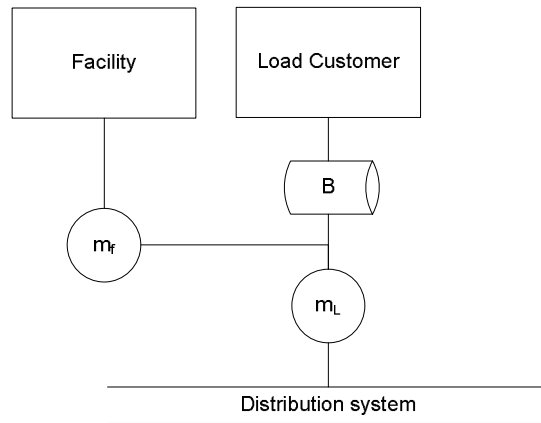 Facility
Load Customer
B
mf
mL
Distribution system